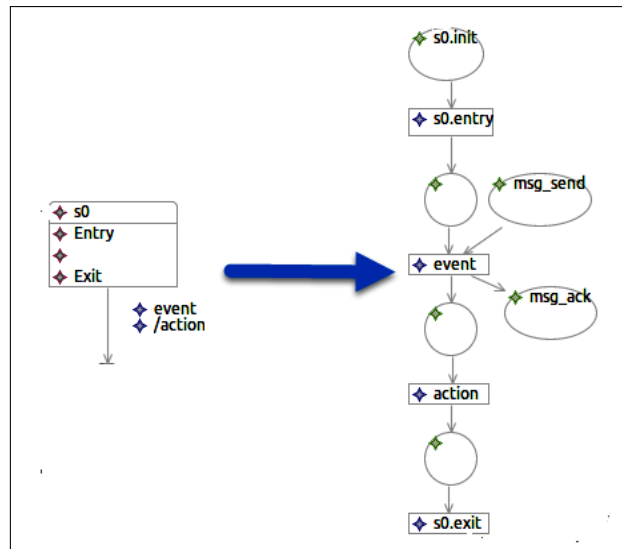 s0
Entry
Exit
event
/action
s0.init
s0.entry
msg_send
event
msg_ack
action
s0.exit